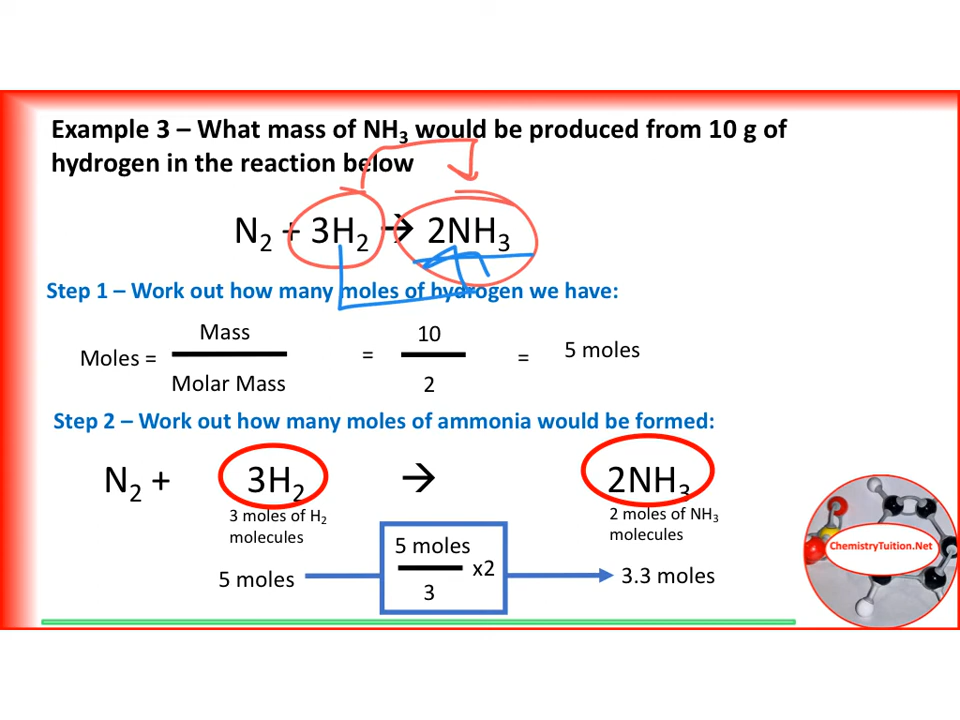 Example 3 – What mass of NH₃ would be produced from 10 g of
hydrogen in the reaction below
N₂ + 3H₂ → 2NH₃
Step 1 – Work out how many moles of hydrogen we have:
Moles = Mass / Molar Mass = 10 / 2 = 5 moles
Step 2 – Work out how many moles of ammonia would be formed:
N₂ + 3H₂ → 2NH₃
3 moles of H₂
molecules
2 moles of NH₃
molecules
5 moles
5 moles / 3 x2
3.3 moles
ChemistryTuition.Net